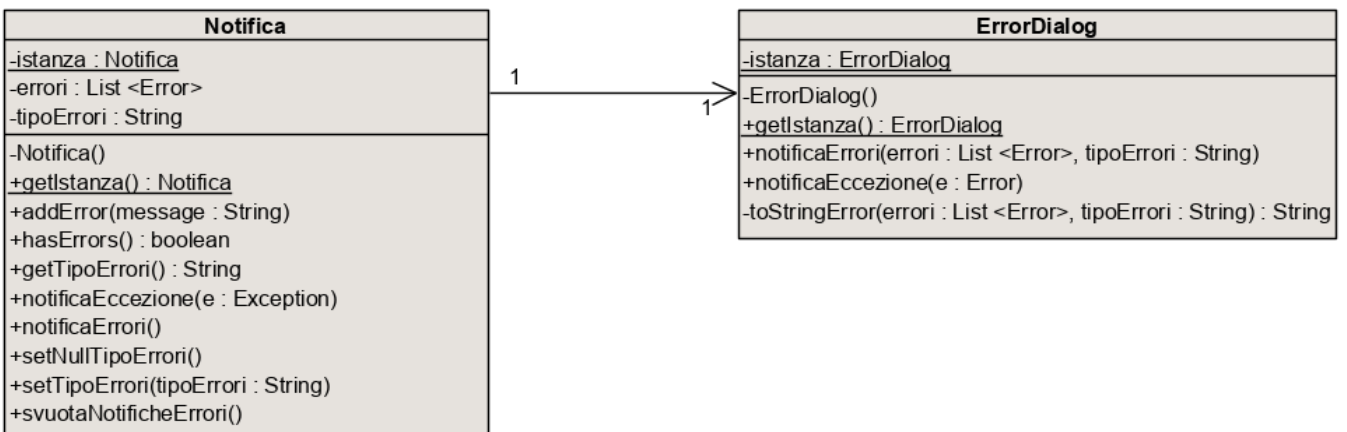 Notifica
-istanza : Notifica
-errori : List <Error>
-tipoErrori : String
-Notifica()
+getIstanza() : Notifica
+addError(message : String)
+hasErrors() : boolean
+getTipoErrori() : String
+notificaEccezione(e : Exception)
+notificaErrori()
+setNullTipoErrori()
+setTipoErrori(tipoErrori : String)
+svuotaNotificheErrori()
1
1
ErrorDialog
-istanza : ErrorDialog
-ErrorDialog()
+getIstanza() : ErrorDialog
+notificaErrori(errori : List <Error>, tipoErrori : String)
+notificaEccezione(e : Error)
-toStringError(errori : List <Error>, tipoErrori : String) : String